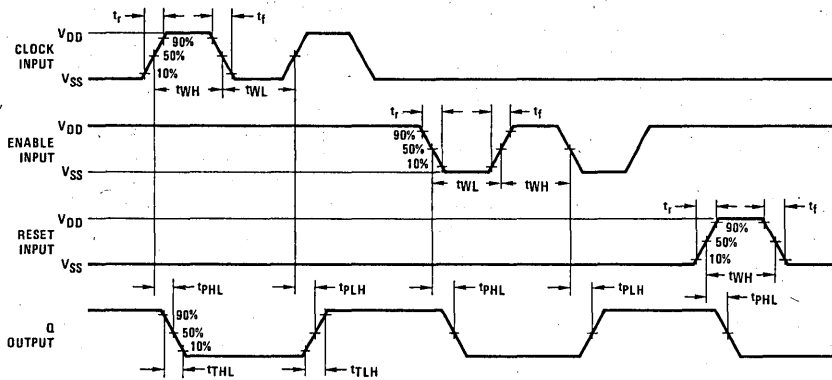 tr tf
VDD
CLOCK INPUT
90%
50%
10%
VSS
tWH tWL
tr tf
VDD
ENABLE INPUT
90%
50%
10%
VSS
tWL tWH
tr tf
VDD
RESET INPUT
90%
50%
10%
VSS
tWH
tPHL tPLH tPHL tPLH tPHL
Q OUTPUT
90%
50%
10%
tTHL tTLH